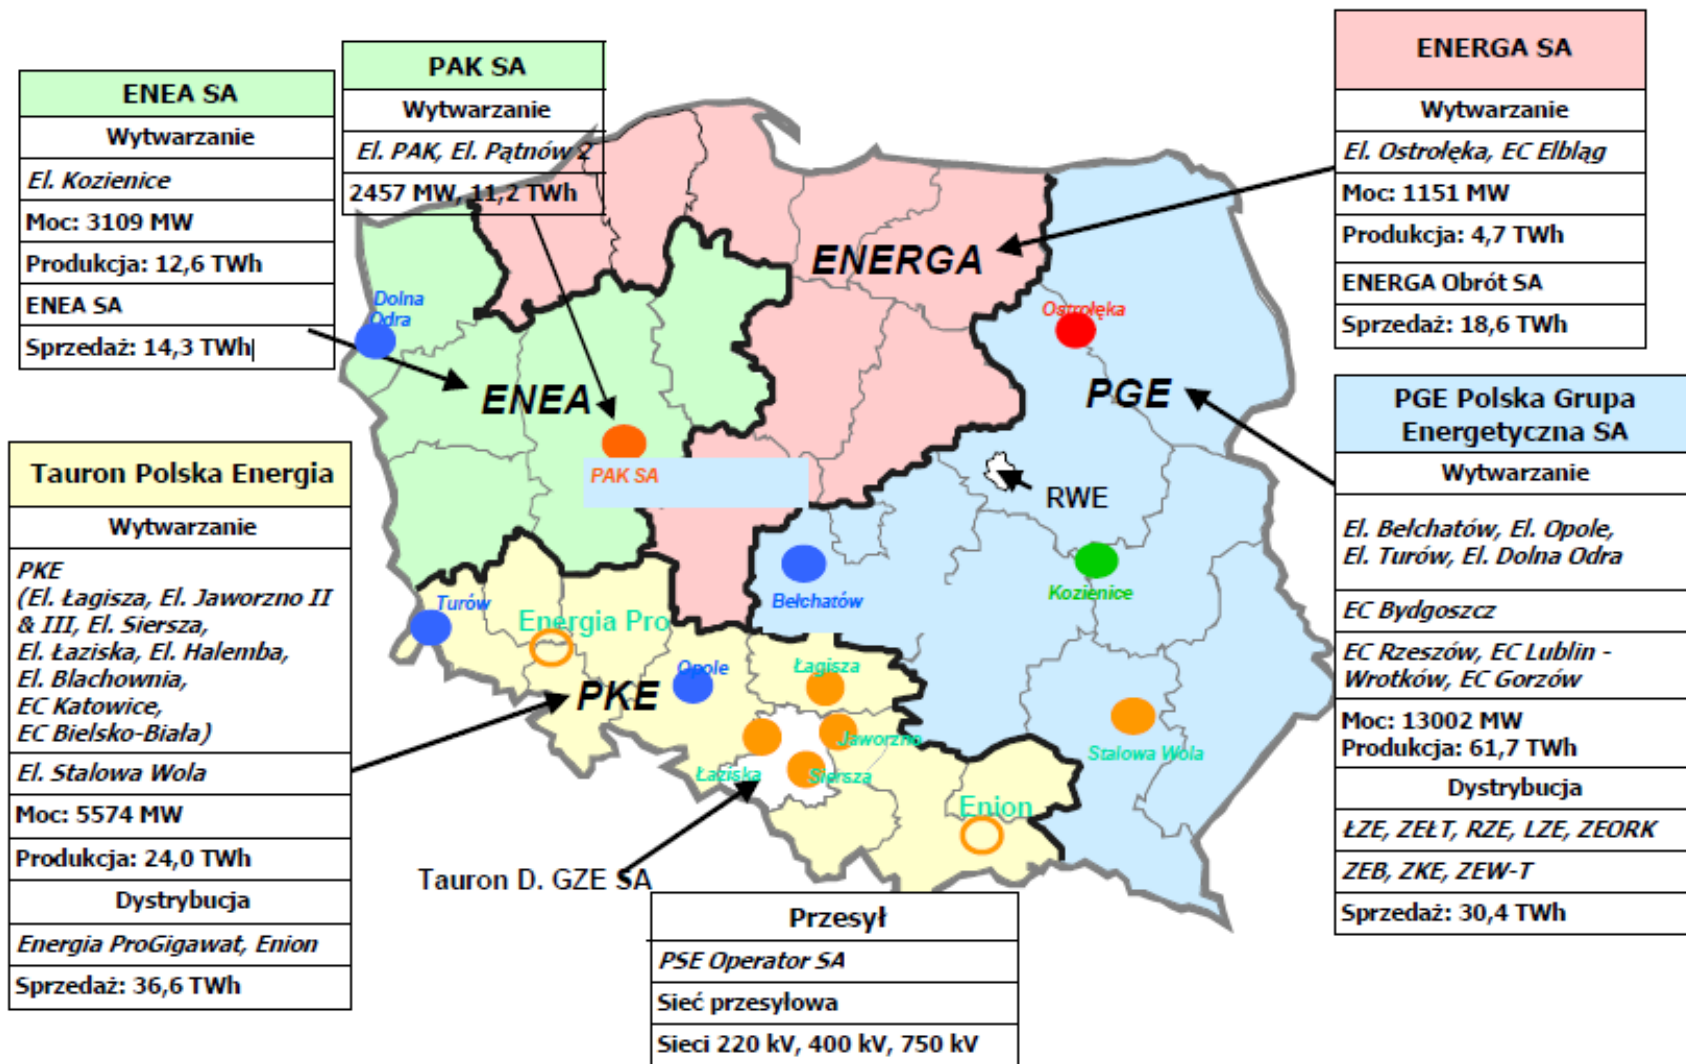 ENEA SA
Wytwarzanie
El. Kozienice
Moc: 3109 MW
Produkcja: 12,6 TWh
ENEA SA
Sprzedaż: 14,3 TWh
PAK SA
Wytwarzanie
El. PAK, El. Pątnów 2
2457 MW, 11,2 TWh
ENERGA SA
Wytwarzanie
El. Ostrołęka, EC Elbląg
Moc: 1151 MW
Produkcja: 4,7 TWh
ENERGA Obrót SA
Sprzedaż: 18,6 TWh
ENERGA
Dolna
Odra
Ostrołęka
ENEA
PGE
PAK SA
RWE
Bełchatów
Kozienice
Turów
Energia Pro
Opole
Łagisza
PKE
Jaworzno
Łaziska
Siersza
Stalowa Wola
Enion
Tauron D. GZE SA
Tauron Polska Energia
Wytwarzanie
PKE
(El. Łagisza, El. Jaworzno II
& III, El. Siersza,
El. Łaziska, El. Halemba,
El. Blachownia,
EC Katowice,
EC Bielsko-Biała)
El. Stalowa Wola
Moc: 5574 MW
Produkcja: 24,0 TWh
Dystrybucja
Energia ProGigawat, Enion
Sprzedaż: 36,6 TWh
PGE Polska Grupa
Energetyczna SA
Wytwarzanie
El. Bełchatów, El. Opole,
El. Turów, El. Dolna Odra
EC Bydgoszcz
EC Rzeszów, EC Lublin -
Wrotków, EC Gorzów
Moc: 13002 MW
Produkcja: 61,7 TWh
Dystrybucja
ŁZE, ZEŁT, RZE, LZE, ZEORK
ZEB, ZKE, ZEW-T
Sprzedaż: 30,4 TWh
Przesył
PSE Operator SA
Sieć przesyłowa
Sieci 220 kV, 400 kV, 750 kV